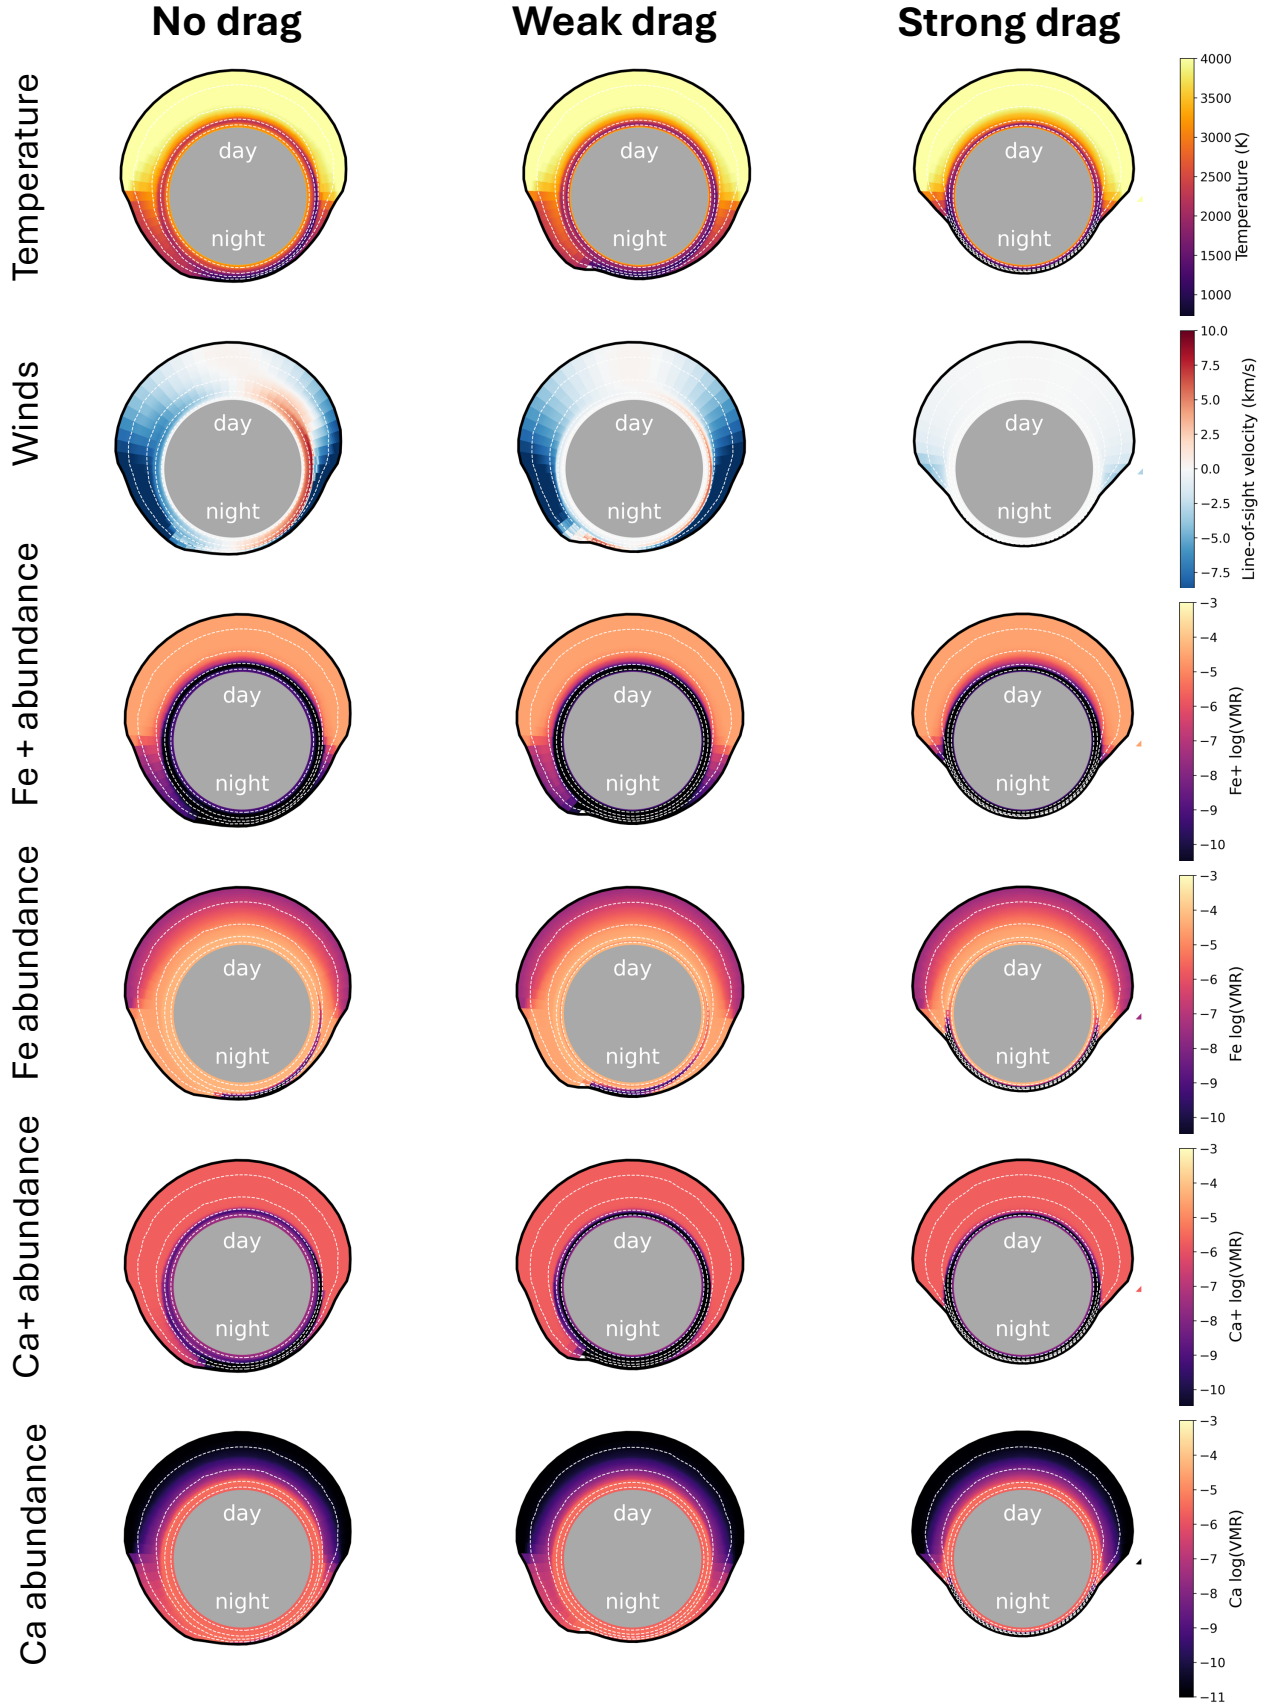 No drag Weak drag Strong drag
Temperature
day
night
day
night
day
night
4000
3500
3000
2500
2000
1500
1000
Temperature (K)
Winds
day
night
day
night
day
night
10.0
7.5
5.0
2.5
0.0
−2.5
−5.0
−7.5
Line-of-sight velocity (km/s)
Fe + abundance
day
night
day
night
day
night
−3
−4
−5
−6
−7
−8
−9
−10
Fe+ log(VMR)
Fe abundance
day
night
day
night
day
night
−3
−4
−5
−6
−7
−8
−9
−10
Fe log(VMR)
Ca+ abundance
day
night
day
night
day
night
−3
−4
−5
−6
−7
−8
−9
−10
Ca+ log(VMR)
Ca abundance
day
night
day
night
day
night
−3
−4
−5
−6
−7
−8
−9
−10
−11
Ca log(VMR)